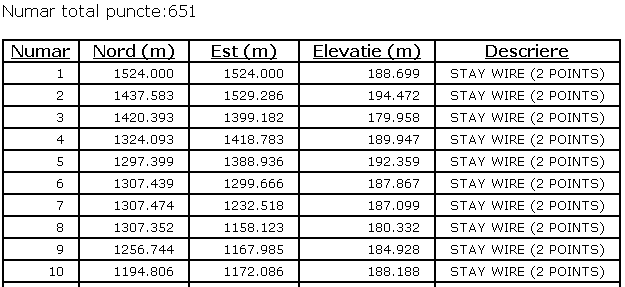 Numar total puncte:651
Numar Nord (m) Est (m) Elevatie (m) Descriere
1 1524.000 1524.000 188.699 STAY WIRE (2 POINTS)
2 1437.583 1529.286 194.472 STAY WIRE (2 POINTS)
3 1420.393 1399.182 179.958 STAY WIRE (2 POINTS)
4 1324.093 1418.783 189.947 STAY WIRE (2 POINTS)
5 1297.399 1388.936 192.359 STAY WIRE (2 POINTS)
6 1307.439 1299.666 187.867 STAY WIRE (2 POINTS)
7 1307.474 1232.518 187.099 STAY WIRE (2 POINTS)
8 1307.352 1158.123 180.332 STAY WIRE (2 POINTS)
9 1256.744 1167.985 184.928 STAY WIRE (2 POINTS)
10 1194.806 1172.086 188.188 STAY WIRE (2 POINTS)